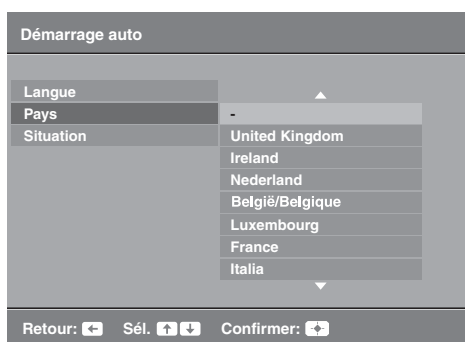 Démarrage auto
Langue
Pays
-
Situation
United Kingdom
Ireland
Nederland
België/Belgique
Luxembourg
France
Italia
Retour: Sél. Confirmer: